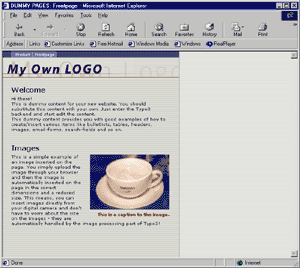 DUMMY PAGES: Frontpage - Microsoft Internet Explorer
File Edit View Favorites Tools Help
Back Forward Stop Refresh Home Search Favorites History Mail Print
Address Links Customize Links Free Hotmail Windows Media Windows RealPlayer
Frontpage
My Own LOGO
Welcome
Hi there!
This is dummy content for your new website. You should
substitute this content with your own. Just enter the Typo3
backend and start edit the content.
This dummy content provides you with good examples of how to
create/insert various items like bulletlists, tables, headers,
images, email-forms, search-fields and so on.
Images
This is a simple example of
an image inserted on the
page. You simply upload the
image through your browser
and then the image is
automatically inserted on the
page in the correct
dimensions and a reduced
size. This means, you can
insert images directly from
your digital camera and don't
have to worry about the size
on the images - they are
automatically handled by the image processing part of Typo3!
This is a caption to the image.
Done Internet